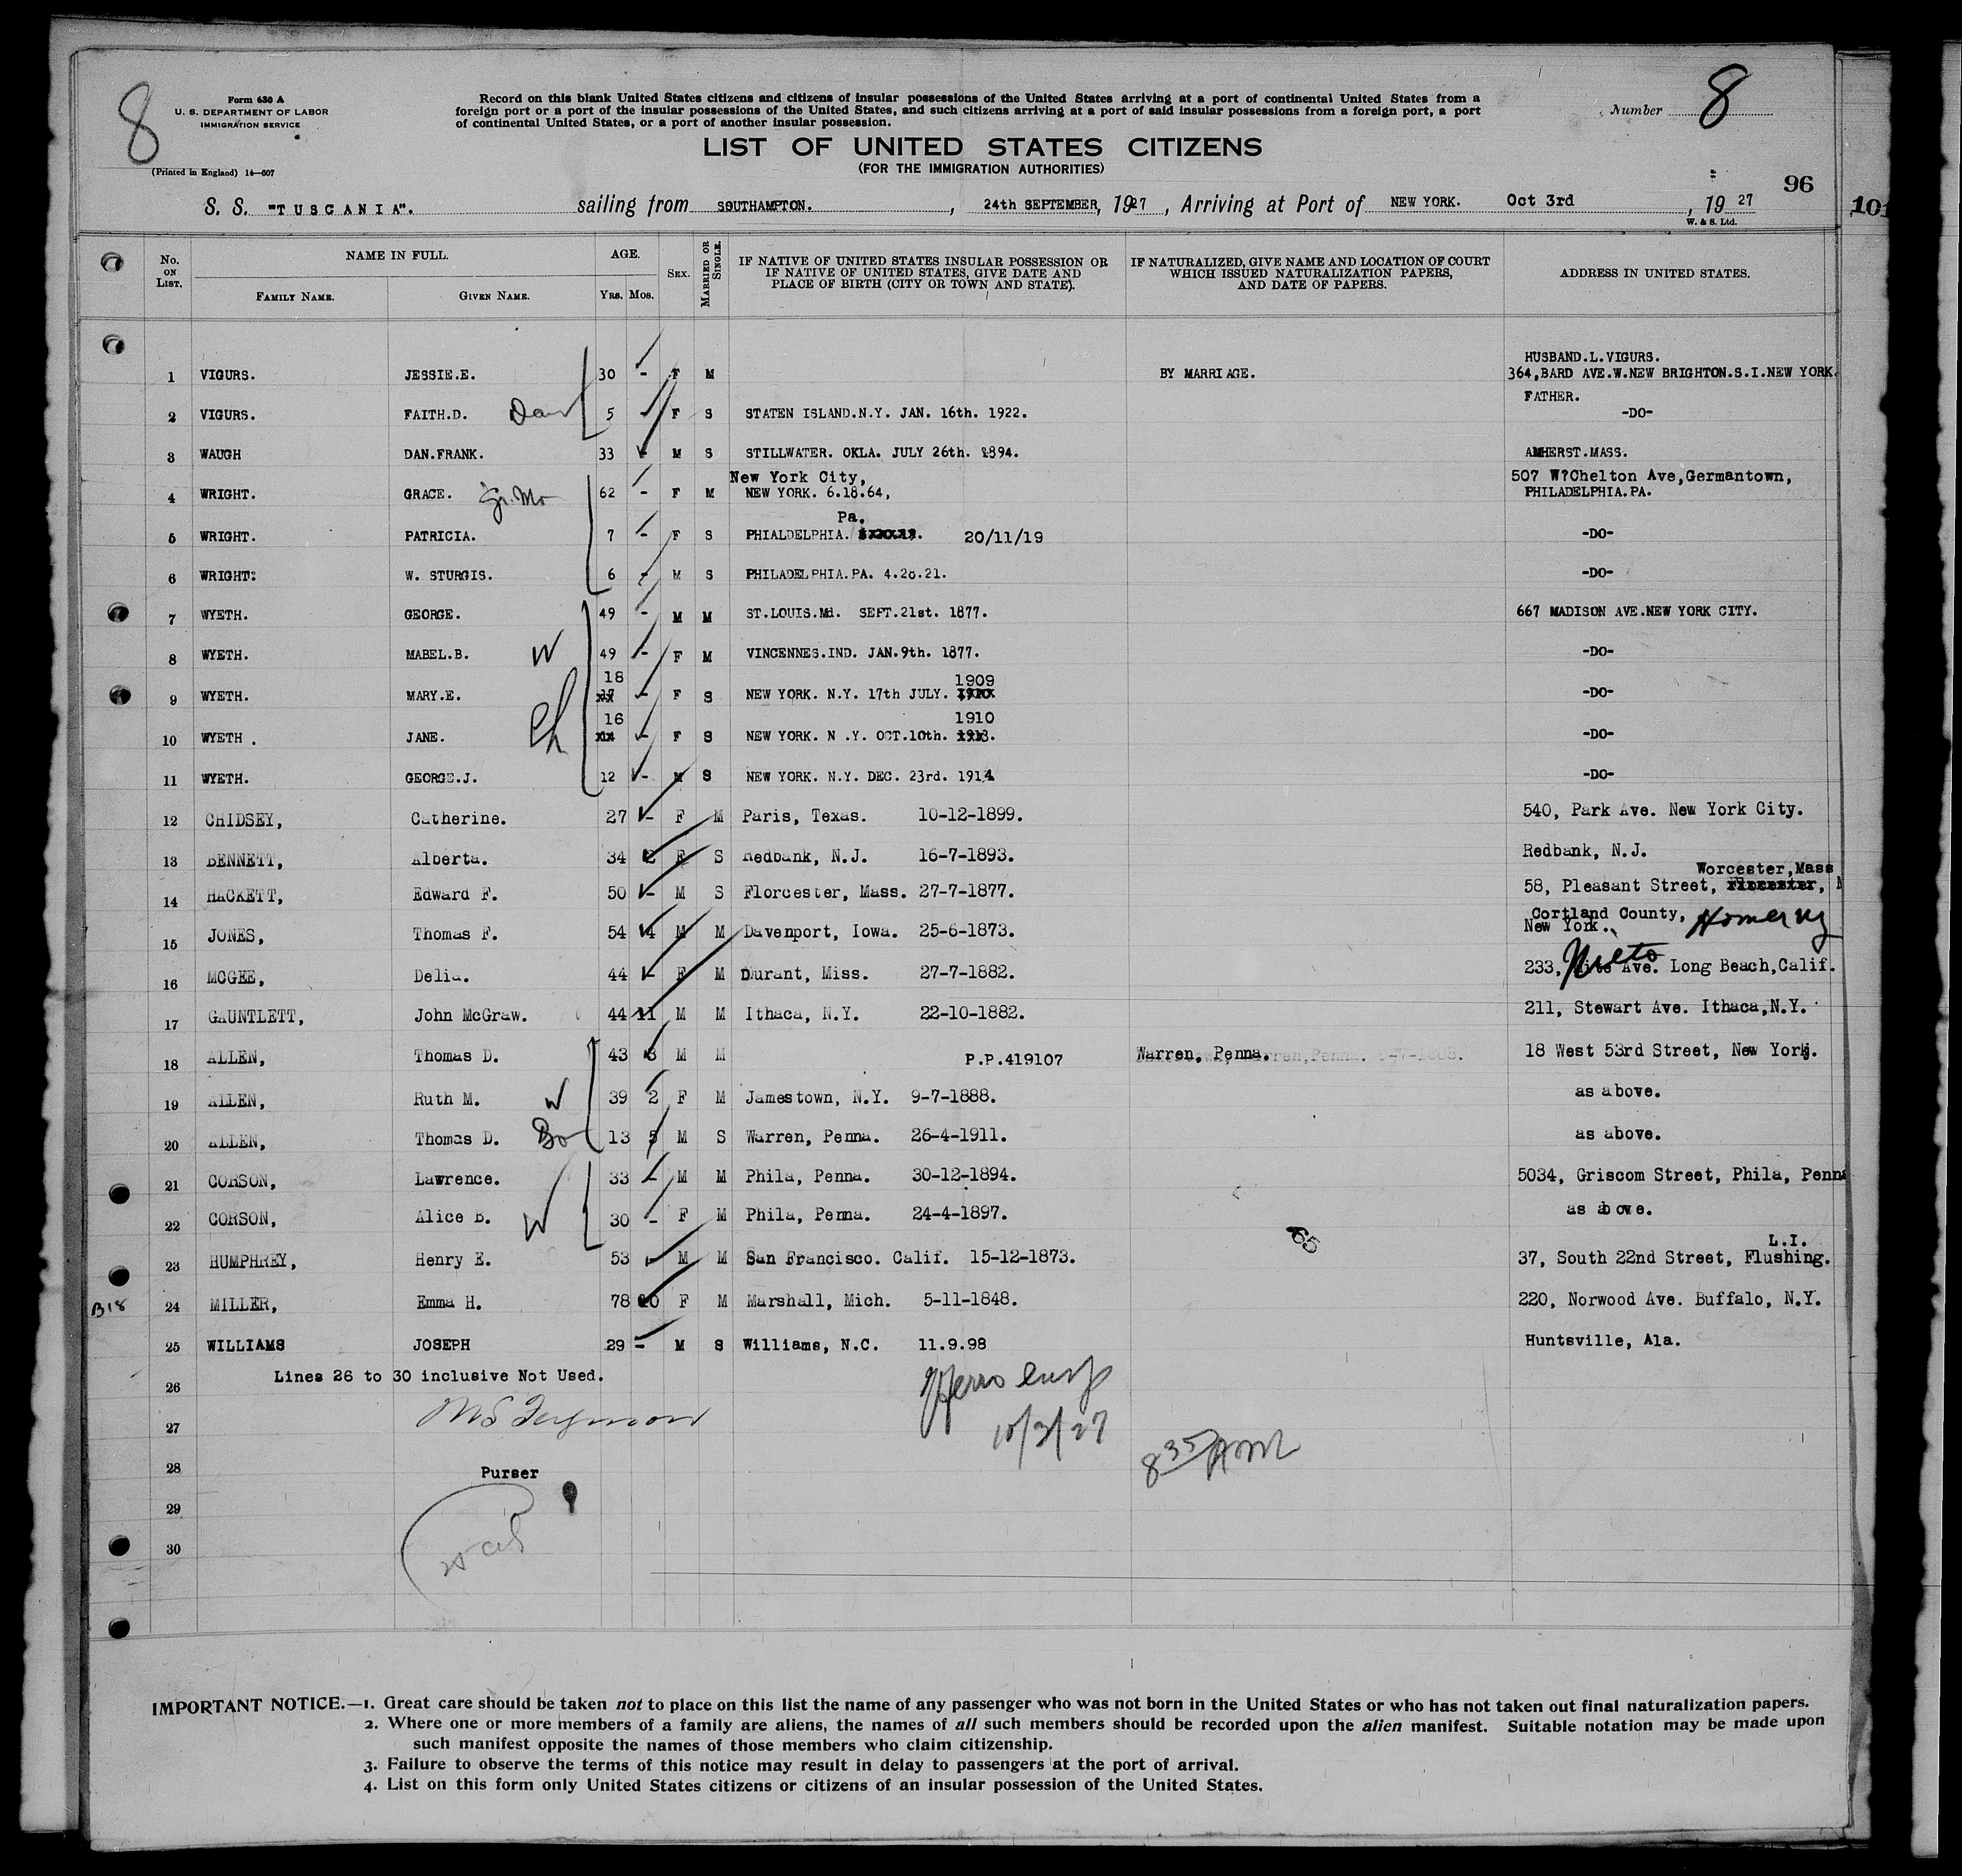 8
Form 630 A
U. S. DEPARTMENT OF LABOR
IMMIGRATION SERVICE
(Printed in England) 14—607
Record on this blank United States citizens and citizens of insular possessions of the United States arriving at a port of continental United States from a
foreign port or a port of the insular possessions of the United States, and such citizens arriving at a port of said insular possessions from a foreign port, a port
of continental United States, or a port of another insular possession.
Number 8
LIST OF UNITED STATES CITIZENS
(FOR THE IMMIGRATION AUTHORITIES)
96
101
S. S. "TUSCANIA". sailing from SOUTHAMPTON. , 24th SEPTEMBER, 1927 , Arriving at Port of NEW YORK. Oct 3rd , 19 27
W. & S. Ltd.
No. ON LIST. NAME IN FULL. FAMILY NAME. GIVEN NAME. AGE. YRS. MOS. SEX. MARRIED OR SINGLE. IF NATIVE OF UNITED STATES INSULAR POSSESSION OR IF NATIVE OF UNITED STATES, GIVE DATE AND PLACE OF BIRTH (CITY OR TOWN AND STATE). IF NATURALIZED, GIVE NAME AND LOCATION OF COURT WHICH ISSUED NATURALIZATION PAPERS, AND DATE OF PAPERS. ADDRESS IN UNITED STATES.
HUSBAND.L.VIGURS.
1 VIGURS. JESSIE.E. 30 - F M BY MARRIAGE. 364,BARD AVE.W.NEW BRIGHTON.S.I.NEW YORK.
FATHER.
2 VIGURS. FAITH.D. Dau 5 - F S STATEN ISLAND.N.Y. JAN. 16th. 1922. -DO-
3 WAUGH DAN.FRANK. 33 - M S STILLWATER. OKLA. JULY 26th. 1894. AMHERST.MASS.
New York City, 507 W?Chelton Ave,Germantown,
4 WRIGHT. GRACE. Gr. Mo 62 - F M NEW YORK. 6.18.64, PHILADELPHIA.PA.
Pa.
5 WRIGHT. PATRICIA. 7 - F S PHIALDELPHIA. 20/11/19 -DO-
6 WRIGHT: W. STURGIS. 6 - M S PHILADELPHIA.PA. 4.28.21. -DO-
7 WYETH. GEORGE. 49 - M M ST.LOUIS.Md. SEPT.21st. 1877. 667 MADISON AVE.NEW YORK CITY.
8 WYETH. MABEL.B. W 49 - F M VINCENNES.IND. JAN.9th. 1877. -DO-
18 1909
9 WYETH. MARY.E. - F S NEW YORK. N.Y. 17th JULY. -DO-
16 1910
10 WYETH . JANE. Ch - F S NEW YORK. N .Y. OCT.10th. -DO-
11 WYETH. GEORGE.J. 12 - M S NEW YORK. N.Y. DEC. 23rd. 1914 -DO-
12 CHIDSEY, Catherine. 27 - F M Paris, Texas. 10-12-1899. 540, Park Ave. New York City.
13 BENNETT, Alberta. 34 2 F S Redbank, N.J. 16-7-1893. Redbank, N.J.
Worcester,Mass
14 HACKETT, Edward F. 50 - M S Florcester, Mass. 27-7-1877. 58, Pleasant Street,
Cortland County,
15 JONES, Thomas F. 54 4 M M Davenport, Iowa. 25-6-1873. New York. Homer NY
16 MCGEE, Delia. 44 - F M Durant, Miss. 27-7-1882. 233, Nieto Ave. Long Beach,Calif.
17 GAUNTLETT, John McGraw. 44 11 M M Ithaca, N.Y. 22-10-1882. 211, Stewart Ave. Ithaca,N.Y.
18 ALLEN, Thomas D. 43 3 M M P.P.419107 Warren, Penna. 18 West 53rd Street, New York.
19 ALLEN, Ruth M. W 39 2 F M Jamestown, N.Y. 9-7-1888. as above.
20 ALLEN, Thomas D. So 13 5 M S Warren, Penna. 26-4-1911. as above.
21 CORSON, Lawrence. 33 - M M Phila, Penna. 30-12-1894. 5034, Griscom Street, Phila, Penna
22 CORSON, Alice B. W 30 - F M Phila, Penna. 24-4-1897. as above.
65
L.I.
23 HUMPHREY, Henry E. 53 - M M San Francisco. Calif. 15-12-1873. 37, South 22nd Street, Flushing.
B18 24 MILLER, Emma H. 78 10 F M Marshall, Mich. 5-11-1848. 220, Norwood Ave. Buffalo, N.Y.
25 WILLIAMS JOSEPH 29 - M S Williams, N.C. 11.9.98 Huntsville, Ala.
Lines 26 to 30 inclusive Not Used.
26
27
10/3/27
8 35 AM
28 Purser
29
30
IMPORTANT NOTICE.—1. Great care should be taken not to place on this list the name of any passenger who was not born in the United States or who has not taken out final naturalization papers.
2. Where one or more members of a family are aliens, the names of all such members should be recorded upon the alien manifest. Suitable notation may be made upon
such manifest opposite the names of those members who claim citizenship.
3. Failure to observe the terms of this notice may result in delay to passengers at the port of arrival.
4. List on this form only United States citizens or citizens of an insular possession of the United States.